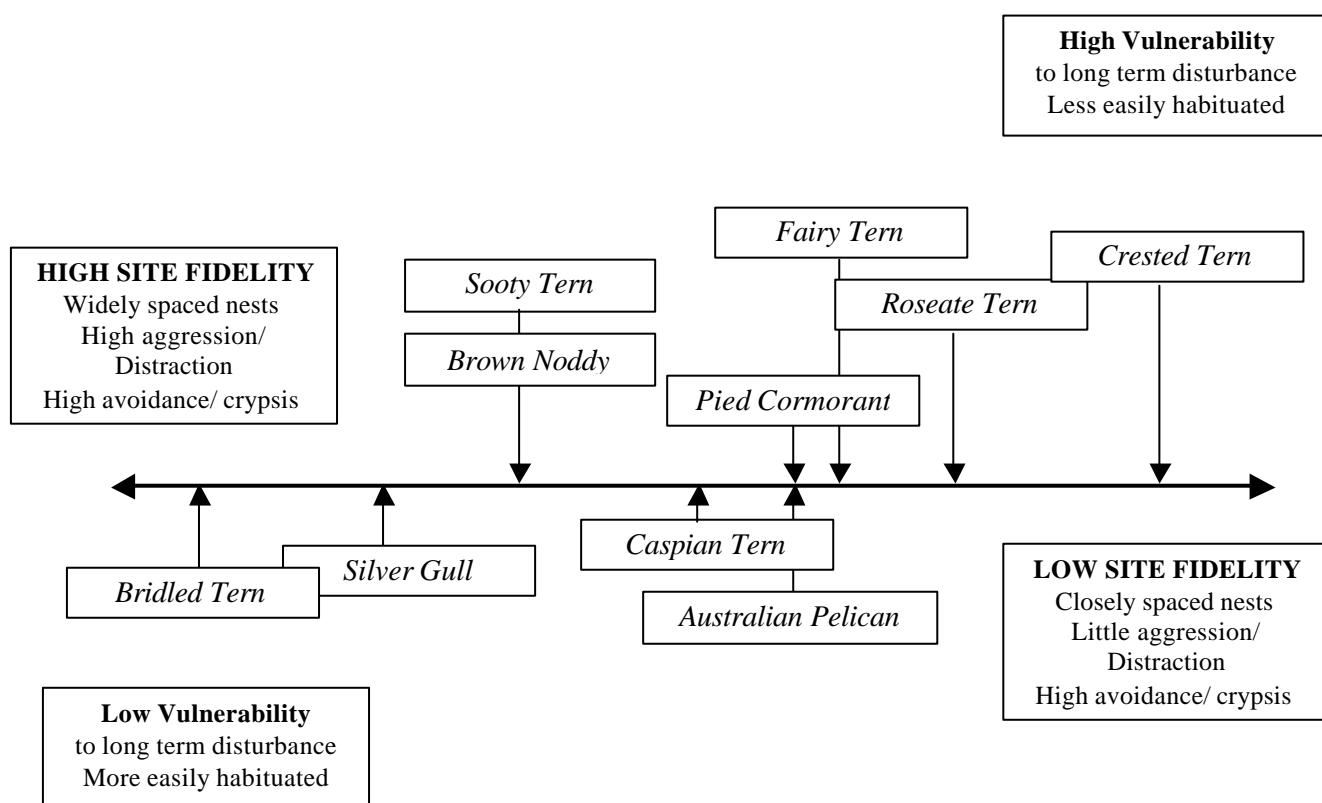 High Vulnerability
to long term disturbance
Less easily habituated
Fairy Tern
Crested Tern
HIGH SITE FIDELITY
Widely spaced nests
High aggression/
Distraction
High avoidance/ crypsis
Sooty Tern
Roseate Tern
Brown Noddy
Pied Cormorant
Caspian Tern
Silver Gull
Bridled Tern
Australian Pelican
LOW SITE FIDELITY
Closely spaced nests
Little aggression/
Distraction
High avoidance/ crypsis
Low Vulnerability
to long term disturbance
More easily habituated